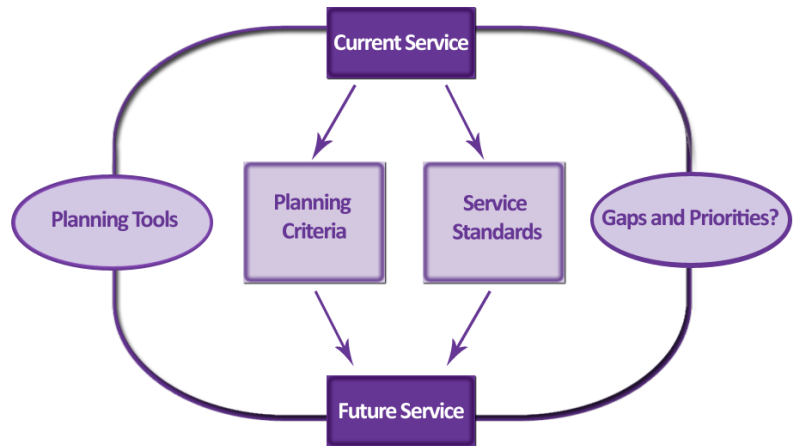 Current Service
Planning Tools
Planning
Criteria
Service
Standards
Gaps and Priorities?
Future Service